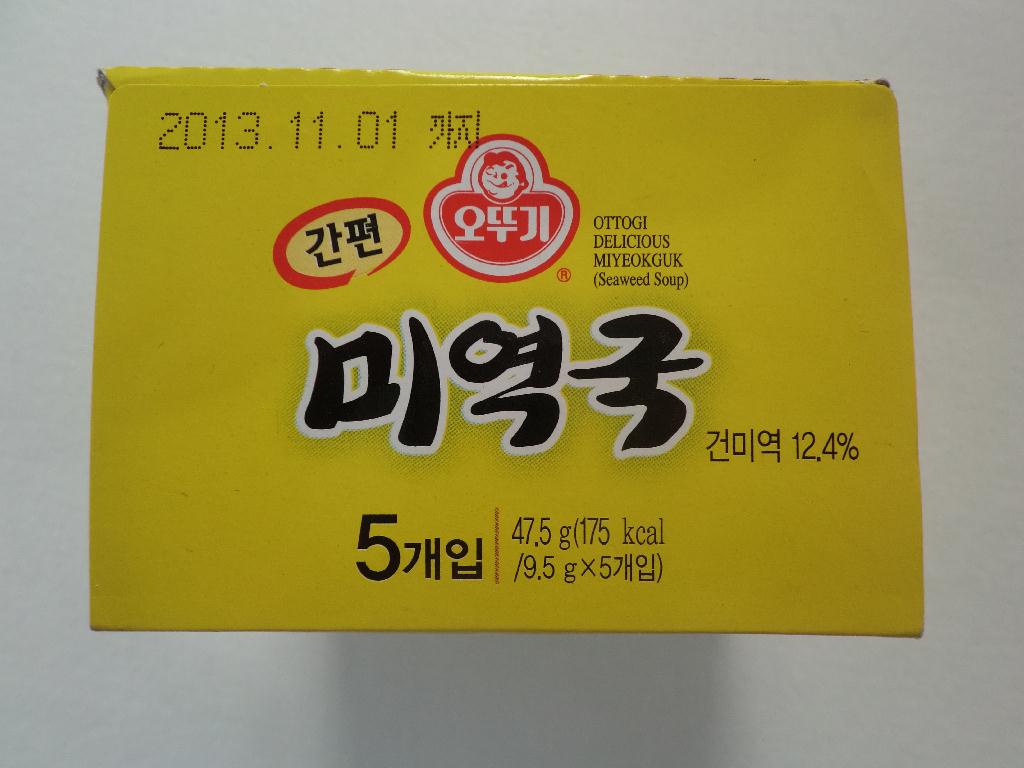 2013.11.01 까지
간편
오뚜기
®
OTTOGI
DELICIOUS
MIYEOKGUK
(Seaweed Soup)
미역국
건미역 12.4%
5개입
47.5 g(175 kcal
/9.5 g×5개입)